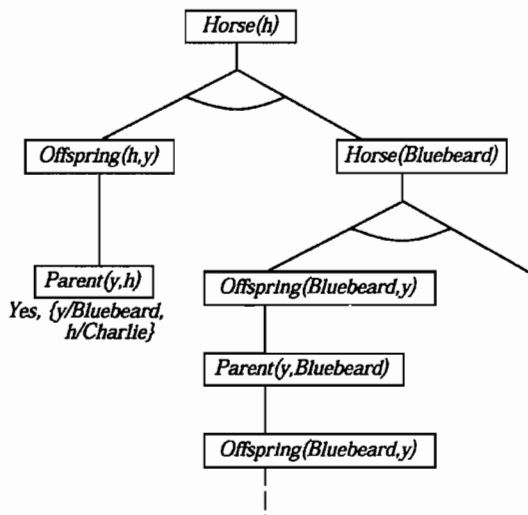 Horse(h)
Offspring(h,y)
Horse(Bluebeard)
Parent(y,h)
Yes, {y/Bluebeard,
h/Charlie}
Offspring(Bluebeard,y)
Parent(y,Bluebeard)
Offspring(Bluebeard,y)